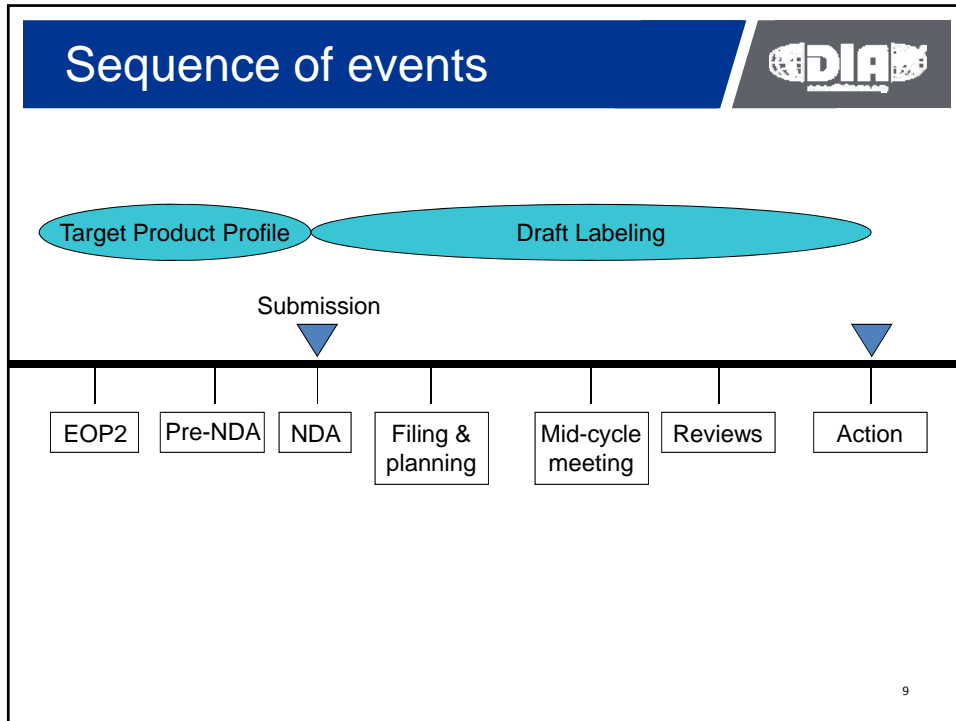 Sequence of events
DIA
Target Product Profile
Draft Labeling
Submission
EOP2
Pre-NDA
NDA
Filing &
planning
Mid-cycle
meeting
Reviews
Action
9